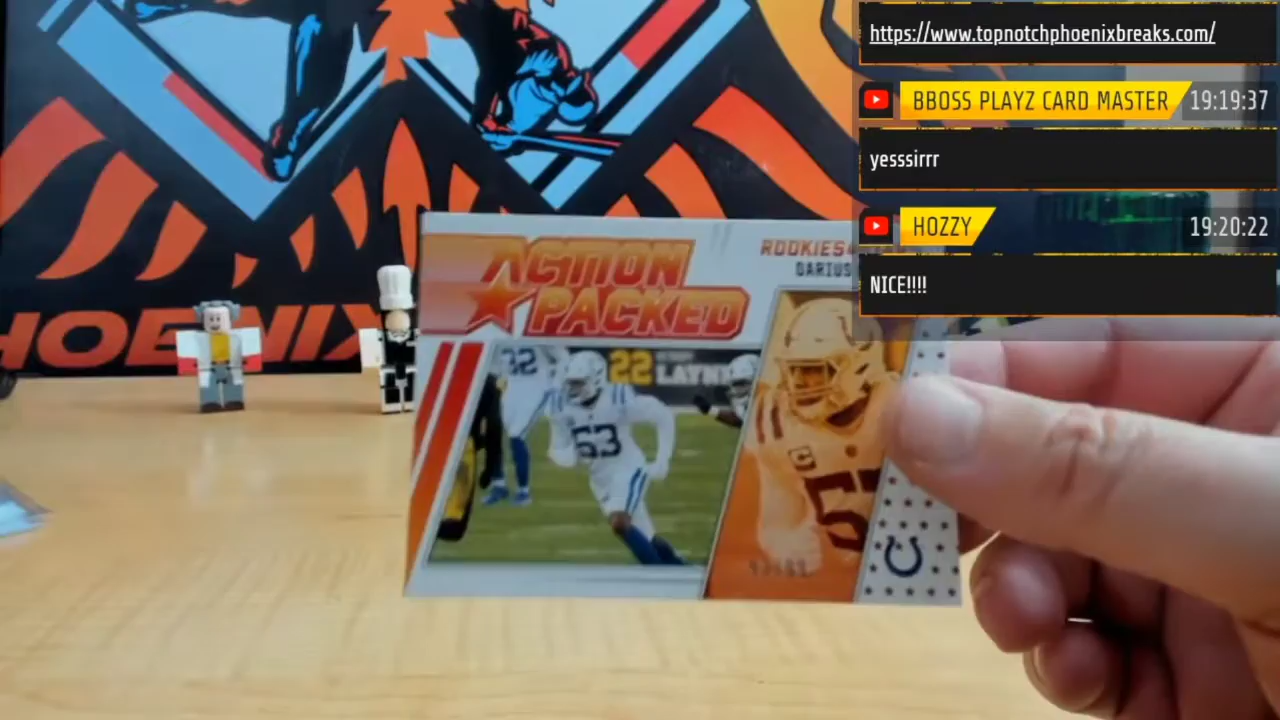 https://www.topnotchphoenixbreaks.com/
BBOSS PLAYZ CARD MASTER 19:19:37
yesssirrr
HOZZY 19:20:22
NICE!!!!
ACTION
PACKED
ROOKIES
DARIUS
22
32
53
HOENIX